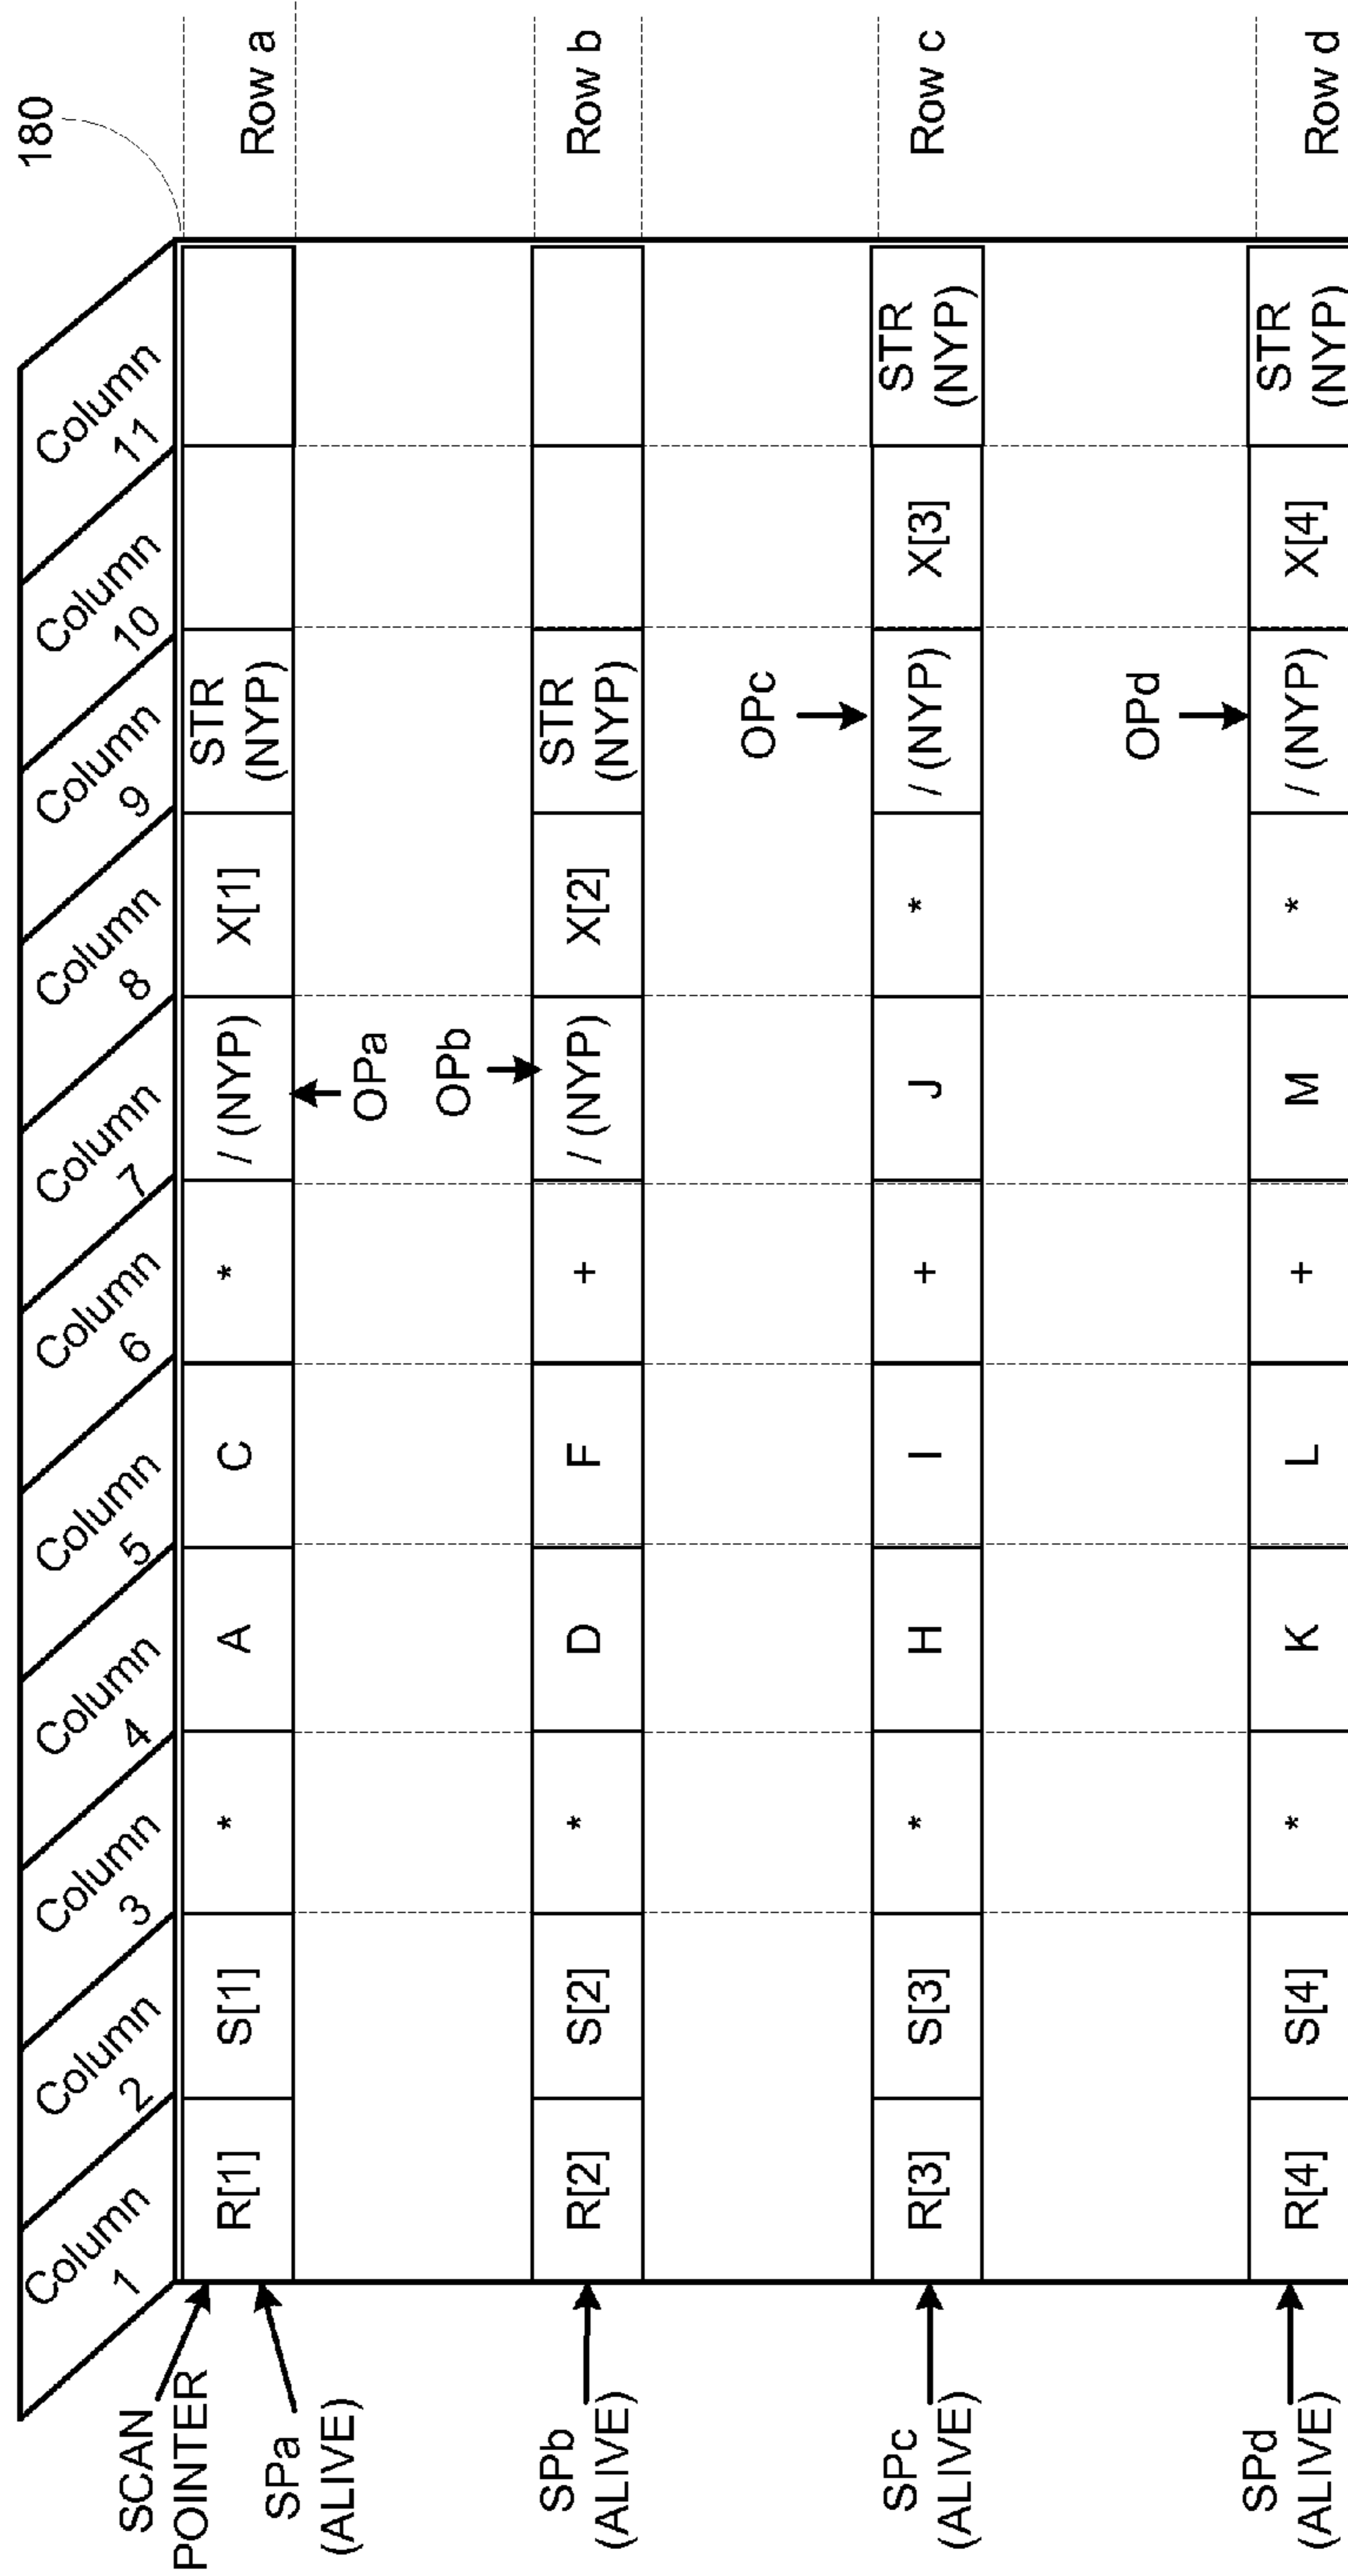 180
Column
1
Column
2
Column
3
Column
4
Column
5
Column
6
Column
7
Column
8
Column
9
Column
10
Column
11
SCAN
POINTER
SPa
(ALIVE)
R[1] S[1] * A C * / (NYP) X[1] STR
(NYP)
Row a
OPa
OPb
SPb
(ALIVE)
R[2] S[2] * D F + / (NYP) X[2] STR
(NYP)
Row b
OPc
SPc
(ALIVE)
R[3] S[3] * H I + J * / (NYP) X[3] STR
(NYP)
Row c
OPd
SPd
(ALIVE)
R[4] S[4] * K L + M * / (NYP) X[4] STR
(NYP)
Row d